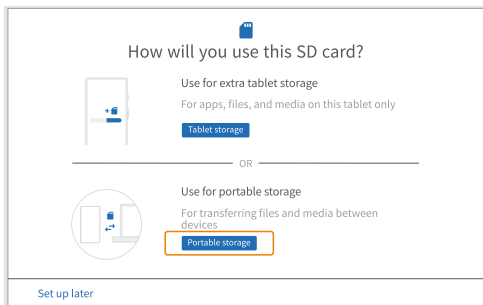 How will you use this SD card?
Use for extra tablet storage
For apps, files, and media on this tablet only
Tablet storage
OR
Use for portable storage
For transferring files and media between
devices
Portable storage
Set up later